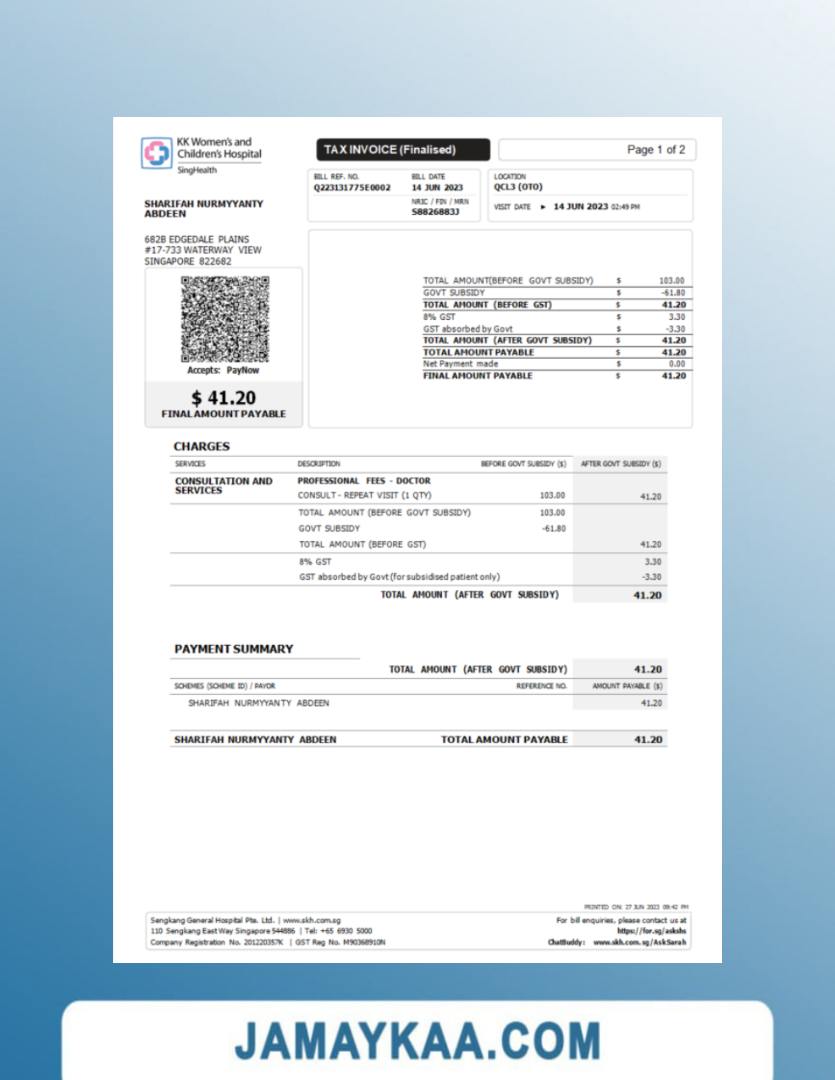 KK Women's and
Children's Hospital
SingHealth
TAX INVOICE (Finalised)
Page 1 of 2
BILL REF. NO.
Q223131775E0002
BILL DATE
14 JUN 2023
NRIC / FIN / MRN
S8826883J
LOCATION
QCL3 (OTO)
VISIT DATE ► 14 JUN 2023 02:49 PM
SHARIFAH NURMYYANTY
ABDEEN
682B EDGEDALE PLAINS
#17-733 WATERWAY VIEW
SINGAPORE 822682
Accepts: PayNow
$ 41.20
FINAL AMOUNT PAYABLE
TOTAL AMOUNT(BEFORE GOVT SUBSIDY) $ 103.00
GOVT SUBSIDY $ -61.80
TOTAL AMOUNT (BEFORE GST) $ 41.20
8% GST $ 3.30
GST absorbed by Govt $ -3.30
TOTAL AMOUNT (AFTER GOVT SUBSIDY) $ 41.20
TOTAL AMOUNT PAYABLE $ 41.20
Net Payment made $ 0.00
FINAL AMOUNT PAYABLE $ 41.20
CHARGES
SERVICES DESCRIPTION BEFORE GOVT SUBSIDY ($) AFTER GOVT SUBSIDY ($)
CONSULTATION AND
SERVICES
PROFESSIONAL FEES - DOCTOR
CONSULT - REPEAT VISIT (1 QTY) 103.00 41.20
TOTAL AMOUNT (BEFORE GOVT SUBSIDY) 103.00
GOVT SUBSIDY -61.80
TOTAL AMOUNT (BEFORE GST) 41.20
8% GST 3.30
GST absorbed by Govt (for subsidised patient only) -3.30
TOTAL AMOUNT (AFTER GOVT SUBSIDY) 41.20
PAYMENT SUMMARY
TOTAL AMOUNT (AFTER GOVT SUBSIDY) 41.20
SCHEMES (SCHEME ID) / PAYOR REFERENCE NO. AMOUNT PAYABLE ($)
SHARIFAH NURMYYANTY ABDEEN 41.20
SHARIFAH NURMYYANTY ABDEEN TOTAL AMOUNT PAYABLE 41.20
PRINTED ON: 27 JUN 2023 09:42 PM
Sengkang General Hospital Pte. Ltd. | www.skh.com.sg
110 Sengkang East Way Singapore 544886 | Tel: +65 6930 5000
Company Registration No. 201220357K | GST Reg No. M90368910N
For bill enquiries, please contact us at
https://for.sg/askshs
ChatBuddy: www.skh.com.sg/AskSarah
JAMAYKAA.COM